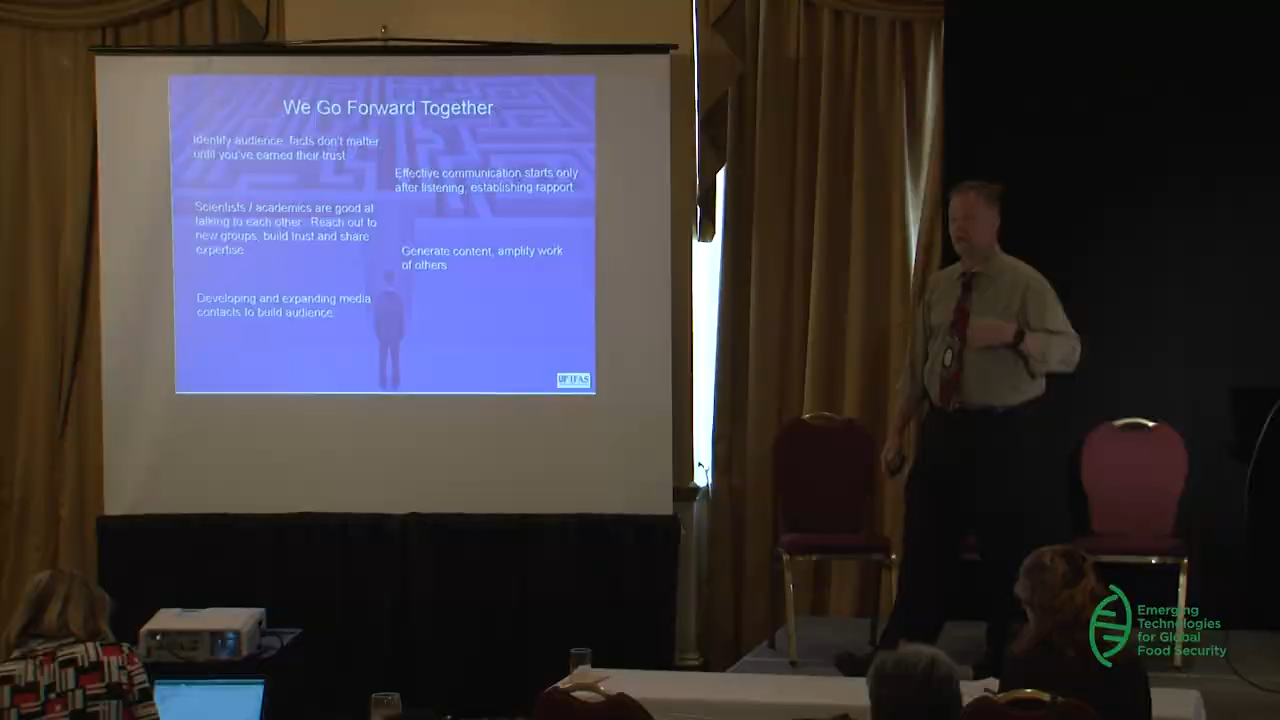 We Go Forward Together
Identify audience, facts don't matter
until you've earned their trust
Effective communication starts only
after listening, establishing rapport
Scientists / academics are good at
talking to each other. Reach out to
new groups, build trust and share
expertise
Generate content, amplify work
of others
Developing and expanding media
contacts to build audience.
UF IFAS
Emerging
Technologies
for Global
Food Security